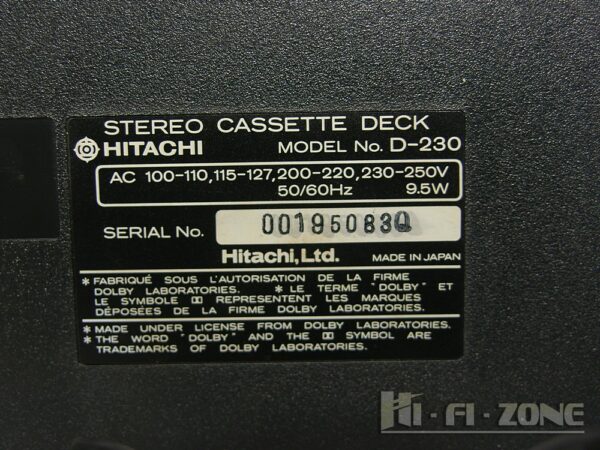 STEREO CASSETTE DECK
HITACHI MODEL No. D-230
AC 100-110, 115-127, 200-220, 230-250V
50/60Hz 9.5W
SERIAL No. 001950830
Hitachi, Ltd. MADE IN JAPAN
* FABRIQUÉ SOUS L'AUTORISATION DE LA FIRME
DOLBY LABORATORIES. * LE TERME "DOLBY" ET
LE SYMBOLE REPRESENTENT LES MARQUES
DÉPOSÉES DE LA FIRME DOLBY LABORATORIES.
* MADE UNDER LICENSE FROM DOLBY LABORATORIES.
* THE WORD "DOLBY" AND THE SYMBOL ARE
TRADEMARKS OF DOLBY LABORATORIES.
HI-FI-ZONE